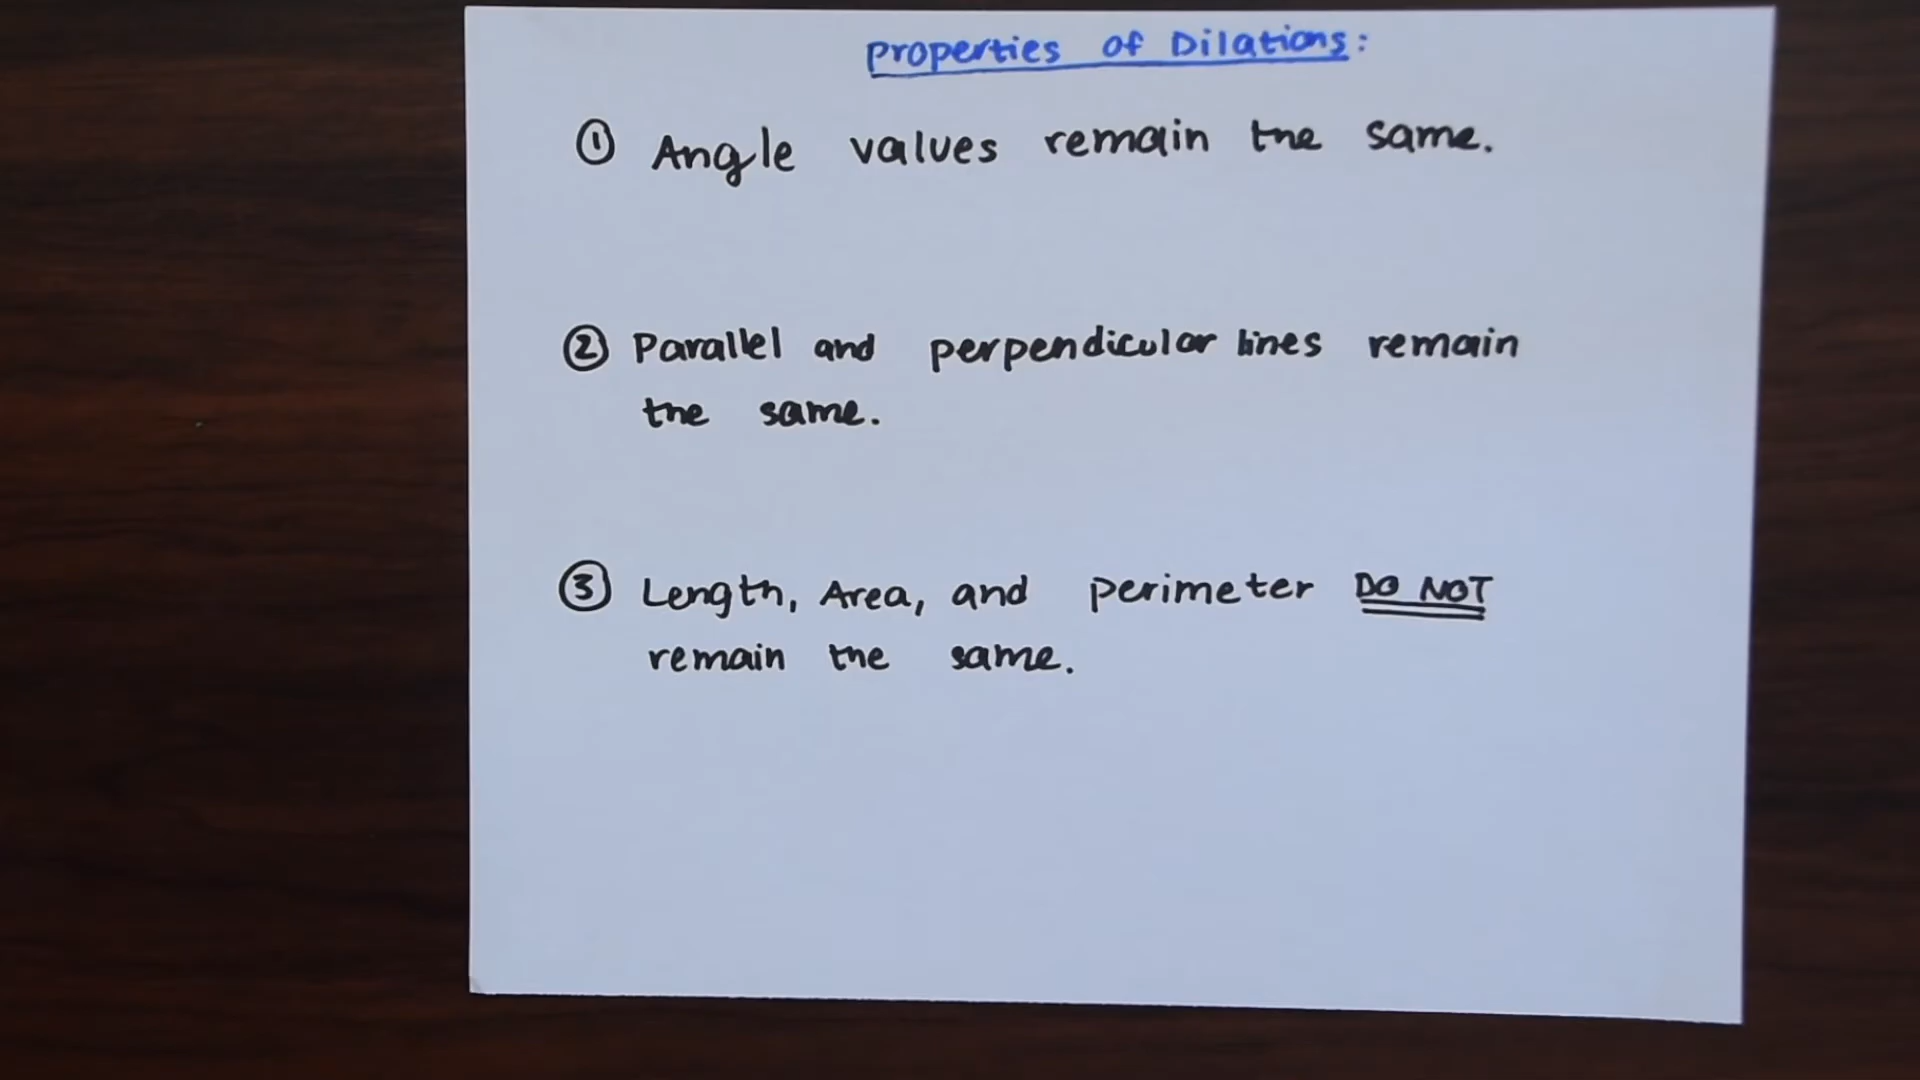 Properties of Dilations:
① Angle values remain the same.
② Parallel and perpendicular lines remain
the same.
③ Length, Area, and perimeter DO NOT
remain the same.